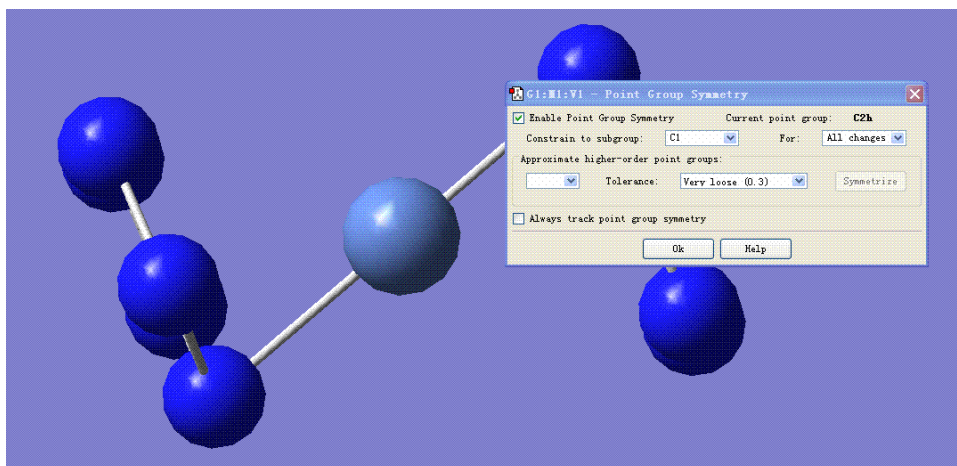 G1:M1:V1 - Point Group Symmetry
Enable Point Group Symmetry Current point group: C2h
Constrain to subgroup: C1 For: All changes
Approximate higher-order point groups:
Tolerance: Very loose (0.3) Symmetrize
Always track point group symmetry
Ok Help